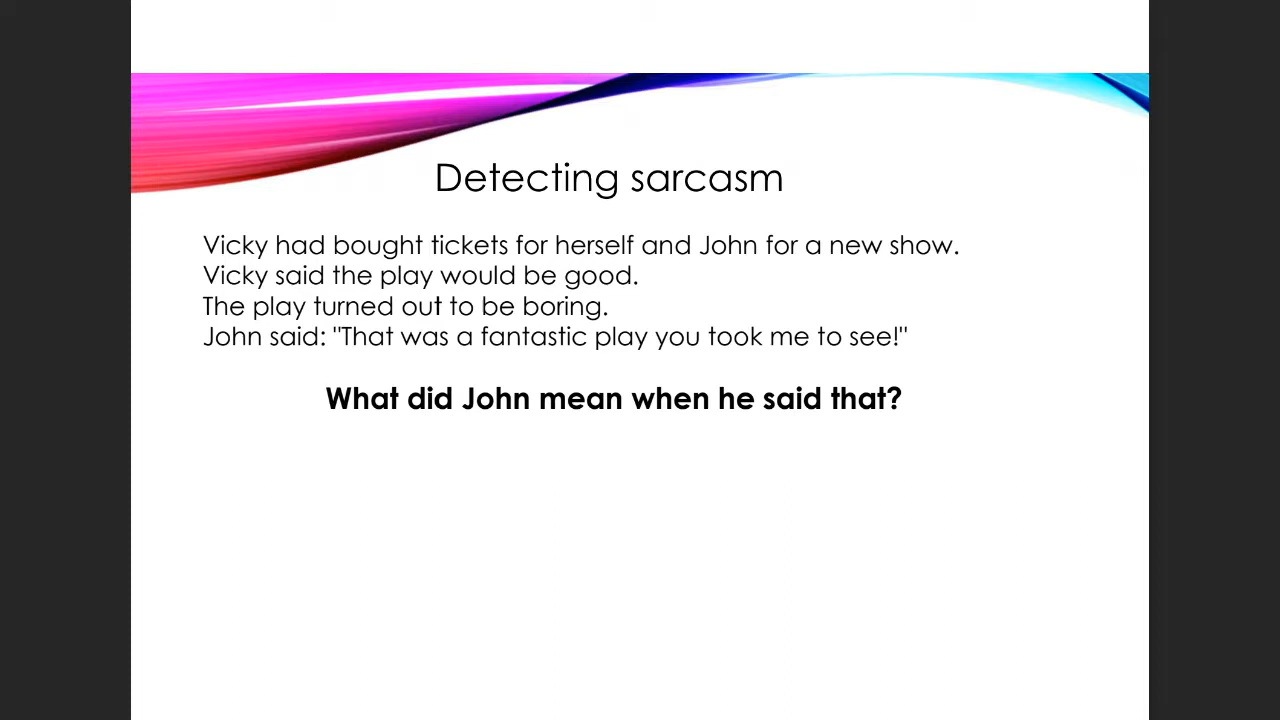 Detecting sarcasm
Vicky had bought tickets for herself and John for a new show.
Vicky said the play would be good.
The play turned out to be boring.
John said: "That was a fantastic play you took me to see!"
What did John mean when he said that?